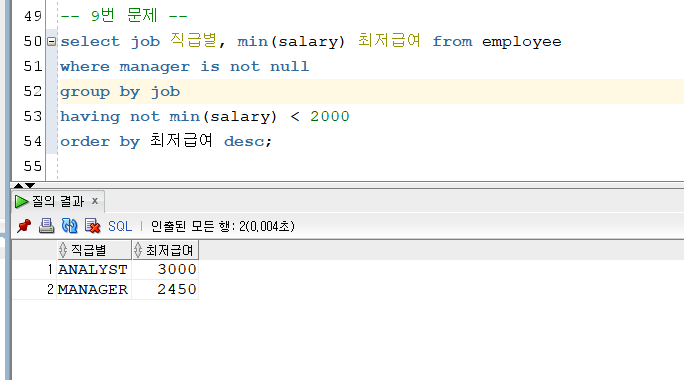 49 -- 9번 문제 --
50 select job 직급별, min(salary) 최저급여 from employee
51 where manager is not null
52 group by job
53 having not min(salary) < 2000
54 order by 최저급여 desc;
55
질의 결과 x
SQL | 인출된 모든 행: 2(0,004초)
직급별 최저급여
1 ANALYST 3000
2 MANAGER 2450